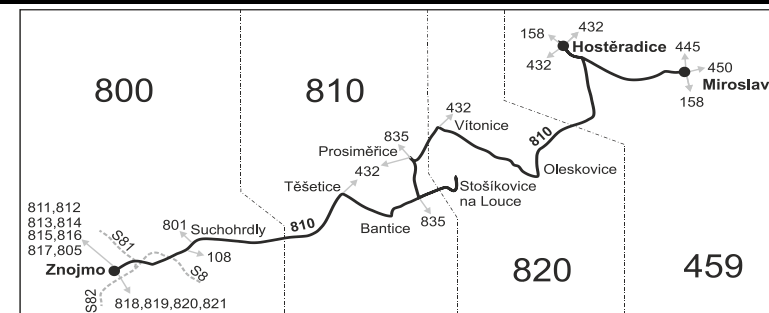 158
432
432
Hostěradice
445
450
Miroslav
158
800
810
432
Vítonice
810
835
Prosiměřice
432
Těšetice
Oleskovice
Stošíkovice
na Louce
811,812
813,814
815,816
817,805
801
Suchohrdly
810
Bantice
835
S81
108
Znojmo
S8
S82
818,819,820,821
820
459